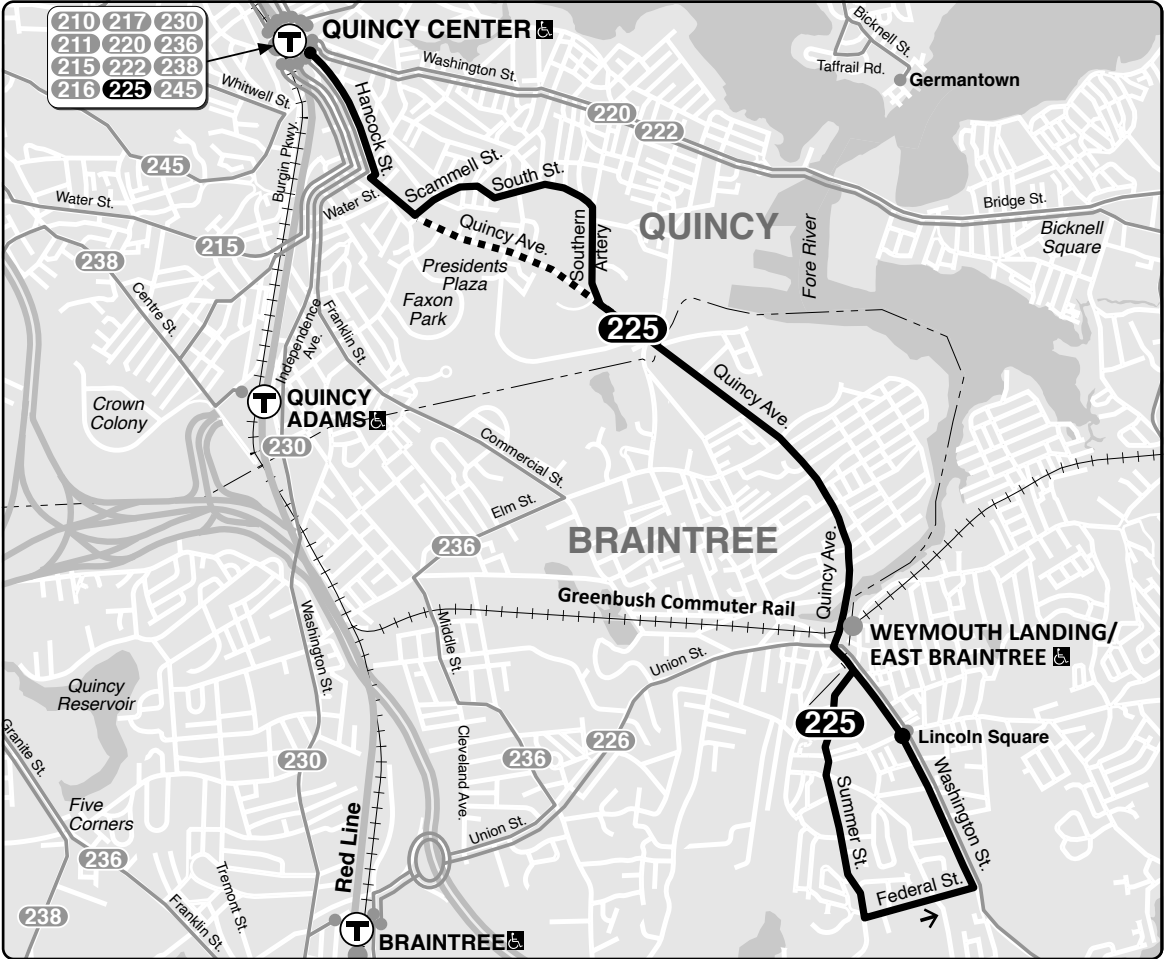 210 217 230
211 220 236
215 222 238
216 225 245
T
QUINCY CENTER
Washington St.
Bicknell St.
Taffrail Rd.
Germantown
Whitwell St.
Hancock St.
220
222
245
Burgin Pkwy.
Scammell St.
South St.
Water St.
Water St.
Bridge St.
215
Quincy Ave.
Southern
Artery
QUINCY
Fore River
Bicknell
Square
238
Presidents
Plaza
Faxon
Park
Centre St.
Independence
Ave.
Franklin St.
225
Quincy Ave.
Crown
Colony
T
QUINCY
ADAMS
230
Commercial St.
Elm St.
236
BRAINTREE
Quincy Ave.
Greenbush Commuter Rail
Washington St.
Middle St.
WEYMOUTH LANDING/
EAST BRAINTREE
Union St.
Quincy
Reservoir
225
Lincoln Square
Granite St.
230
Cleveland Ave.
236
226
Summer St.
Washington St.
Five
Corners
Red Line
Union St.
236
Tremont St.
Franklin St.
Federal St.
238
T
BRAINTREE